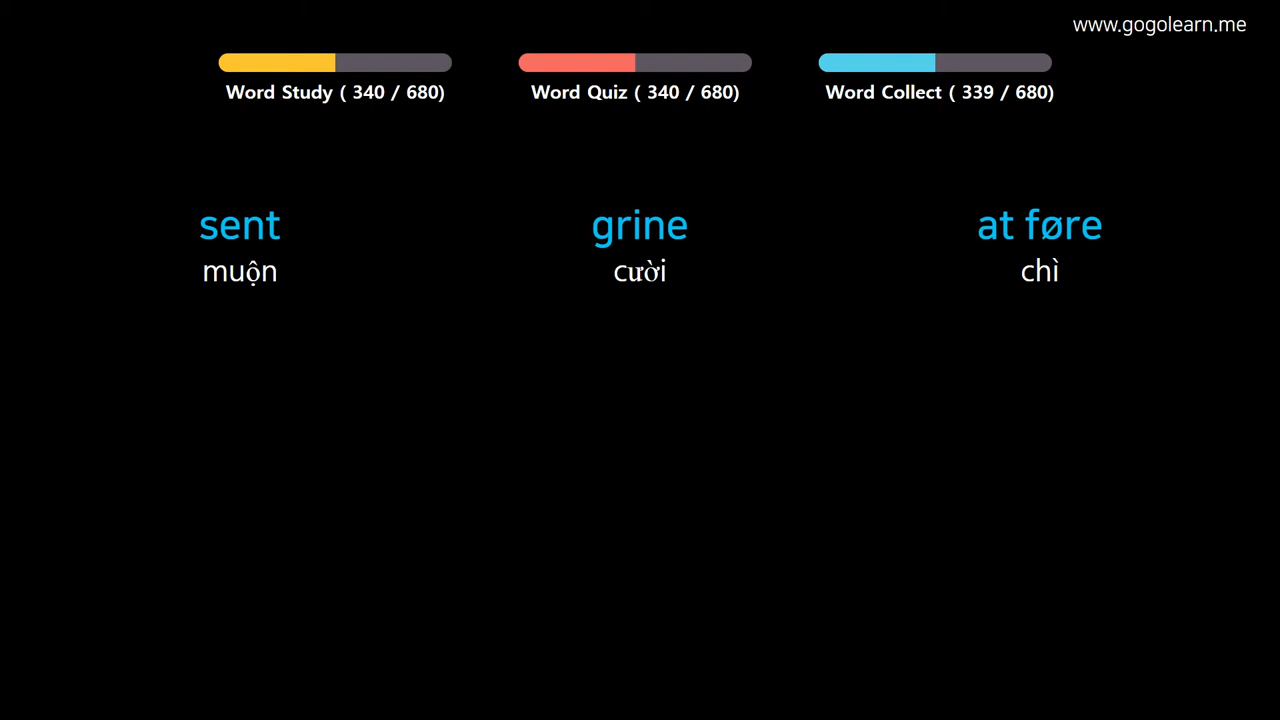 www.gogolearn.me
Word Study ( 340 / 680)
Word Quiz ( 340 / 680)
Word Collect ( 339 / 680)
sent
muộn
grine
cười
at føre
chì